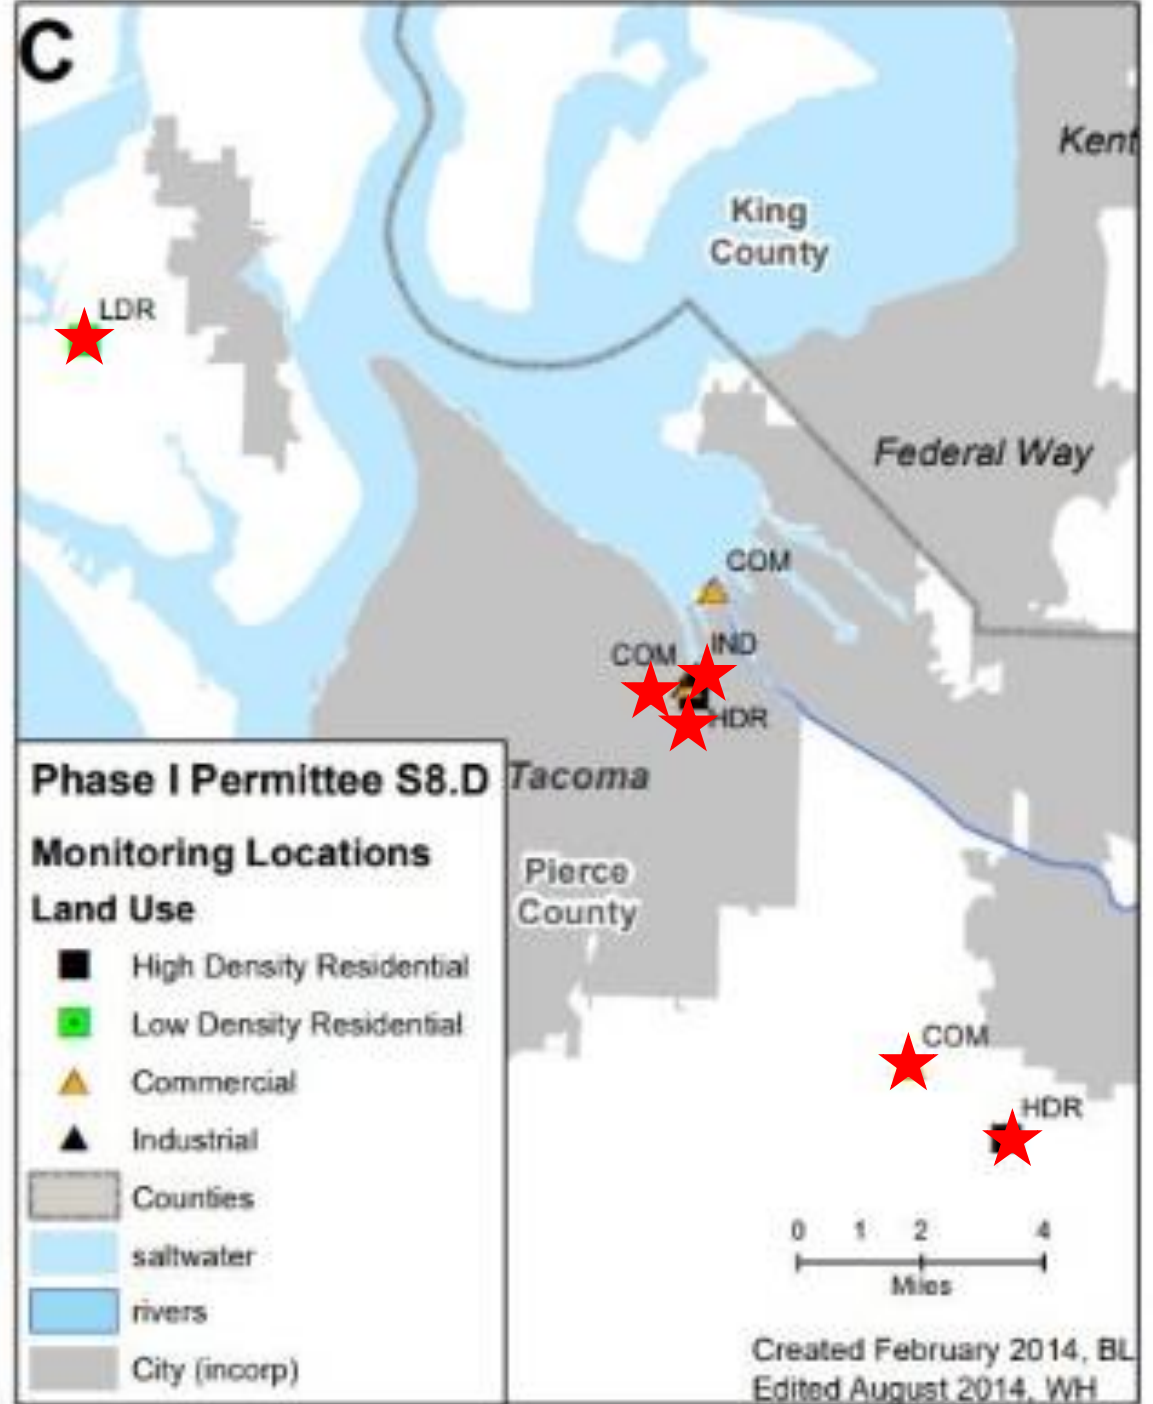 C
Kent
King
County
LDR
Federal Way
COM
IND
COM
HDR
Tacoma
Pierce
County
COM
HDR
Phase I Permittee S8.D
Monitoring Locations
Land Use
High Density Residential
Low Density Residential
Commercial
Industrial
Counties
saltwater
rivers
City (incorp)
0 1 2 4
Miles
Created February 2014, BL
Edited August 2014, WH